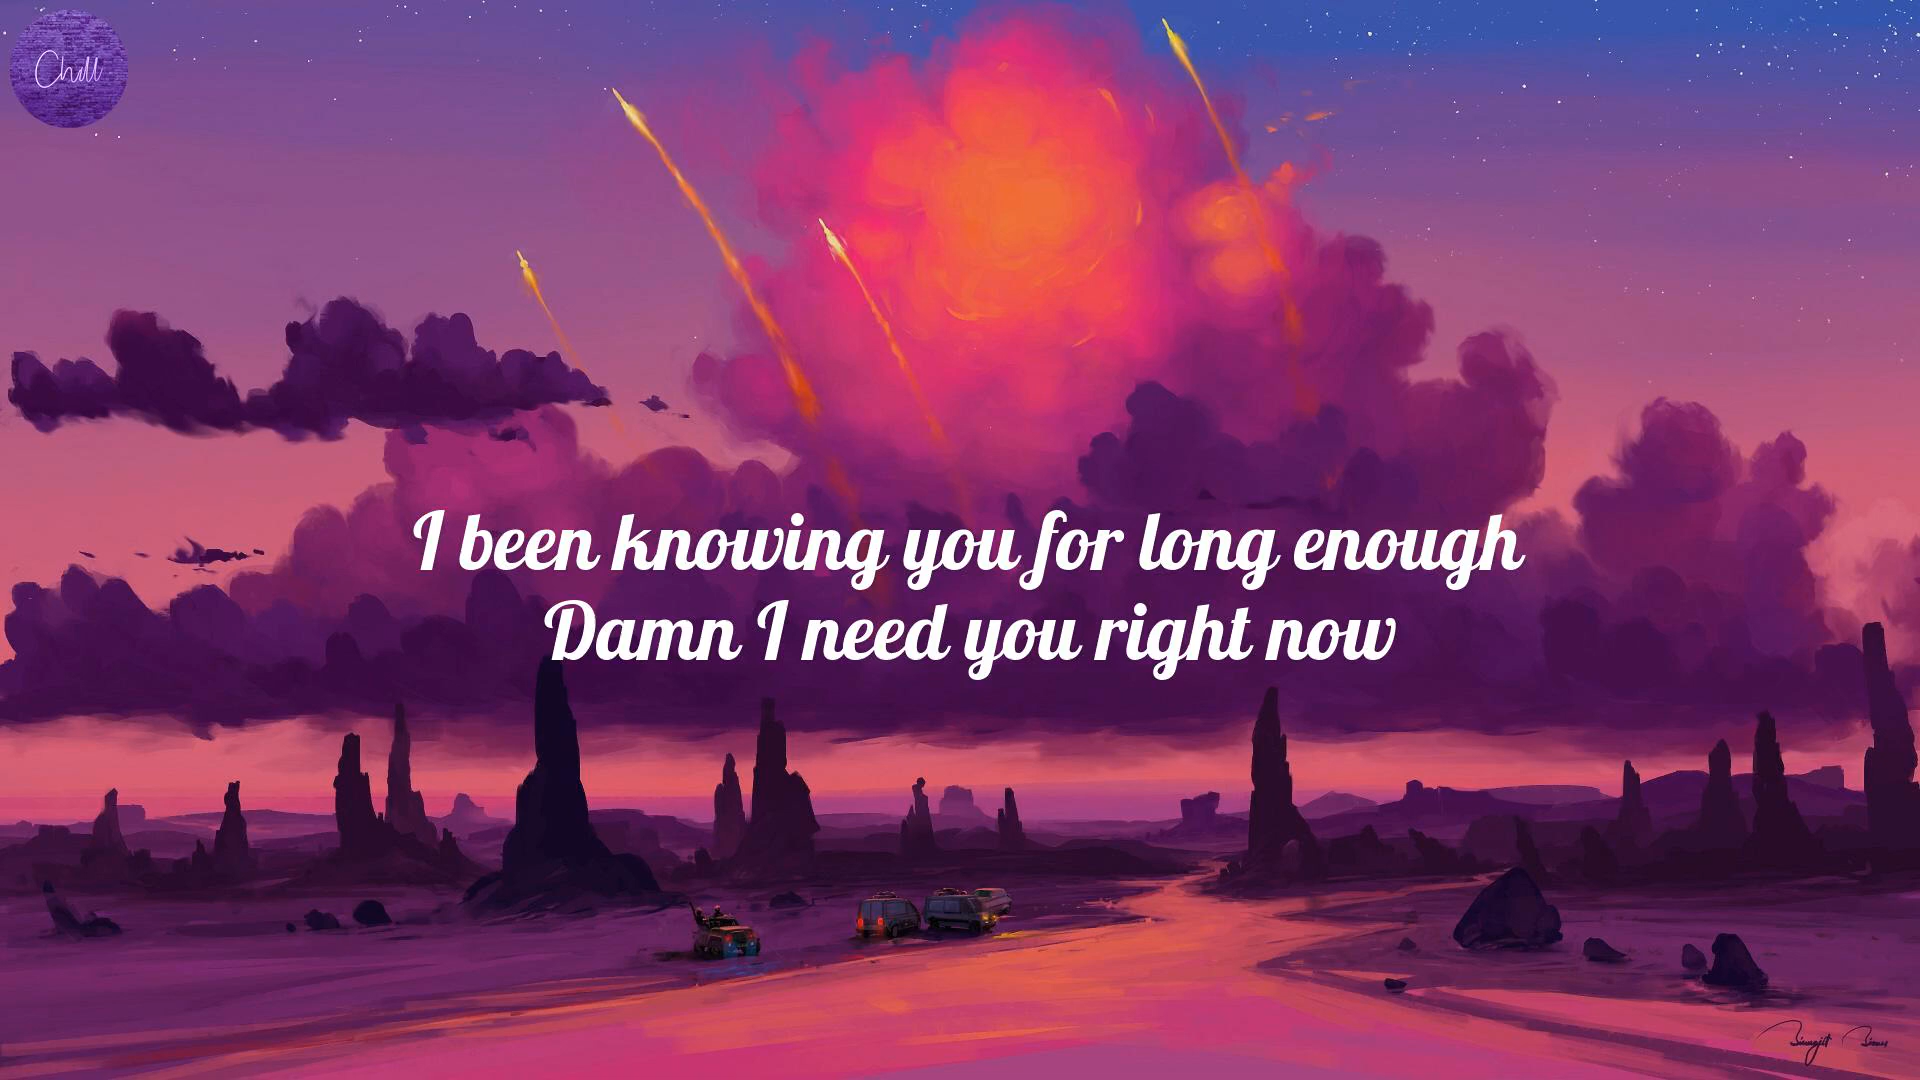 Chill
I been knowing you for long enough
Damn I need you right now